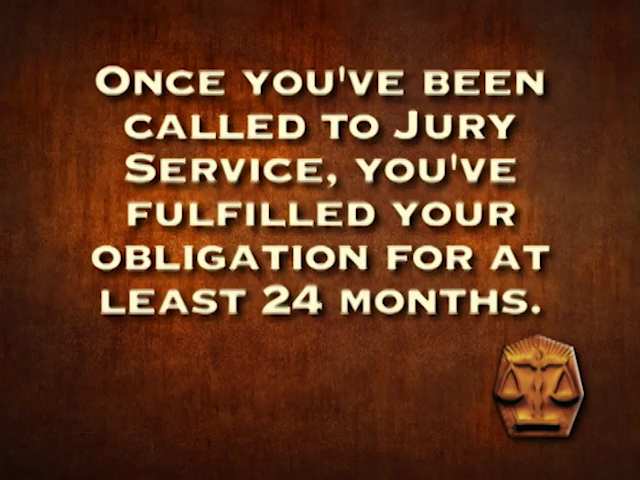 Once you've been
called to Jury
Service, you've
fulfilled your
obligation for at
least 24 months.